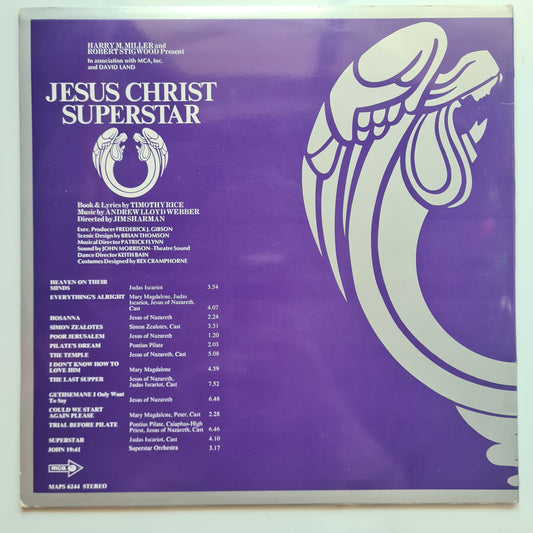 HARRY M. MILLER and
ROBERT STIGWOOD Present
In association with MCA, Inc.
and DAVID LAND
JESUS CHRIST
SUPERSTAR
Book & Lyrics by TIMOTHY RICE
Music by ANDREW LLOYD WEBBER
Directed by JIM SHARMAN
Exec. Producer FREDERICK J. GIBSON
Scenic Design by BRIAN THOMSON
Musical Director PATRICK FLYNN
Sound by JOHN MORRISON - Theatre Sound
Dance Director KEITH BAIN
Costumes Designed by REX CRAMPHORNE
HEAVEN ON THEIR
MINDS Judas Iscariot 3.54
EVERYTHING'S ALRIGHT Mary Magdalene, Judas
Iscariot, Jesus of Nazareth,
Cast 4.07
HOSANNA Jesus of Nazareth 2.24
SIMON ZEALOTES Simon Zealotes, Cast 3.31
POOR JERUSALEM Jesus of Nazareth 1.20
PILATE'S DREAM Pontius Pilate 2.03
THE TEMPLE Jesus of Nazareth, Cast 5.08
I DON'T KNOW HOW TO
LOVE HIM Mary Magdalene 4.39
THE LAST SUPPER Jesus of Nazareth,
Judas Iscariot, Cast 7.52
GETHSEMANE I Only Want
To Say Jesus of Nazareth 6.48
COULD WE START
AGAIN PLEASE Mary Magdalene, Peter, Cast 2.28
TRIAL BEFORE PILATE Pontius Pilate, Caiaphas-High
Priest, Jesus of Nazareth, Cast 6.46
SUPERSTAR Judas Iscariot, Cast 4.10
JOHN 19:41 Superstar Orchestra 3.17
mca
MAPS 6244 STEREO